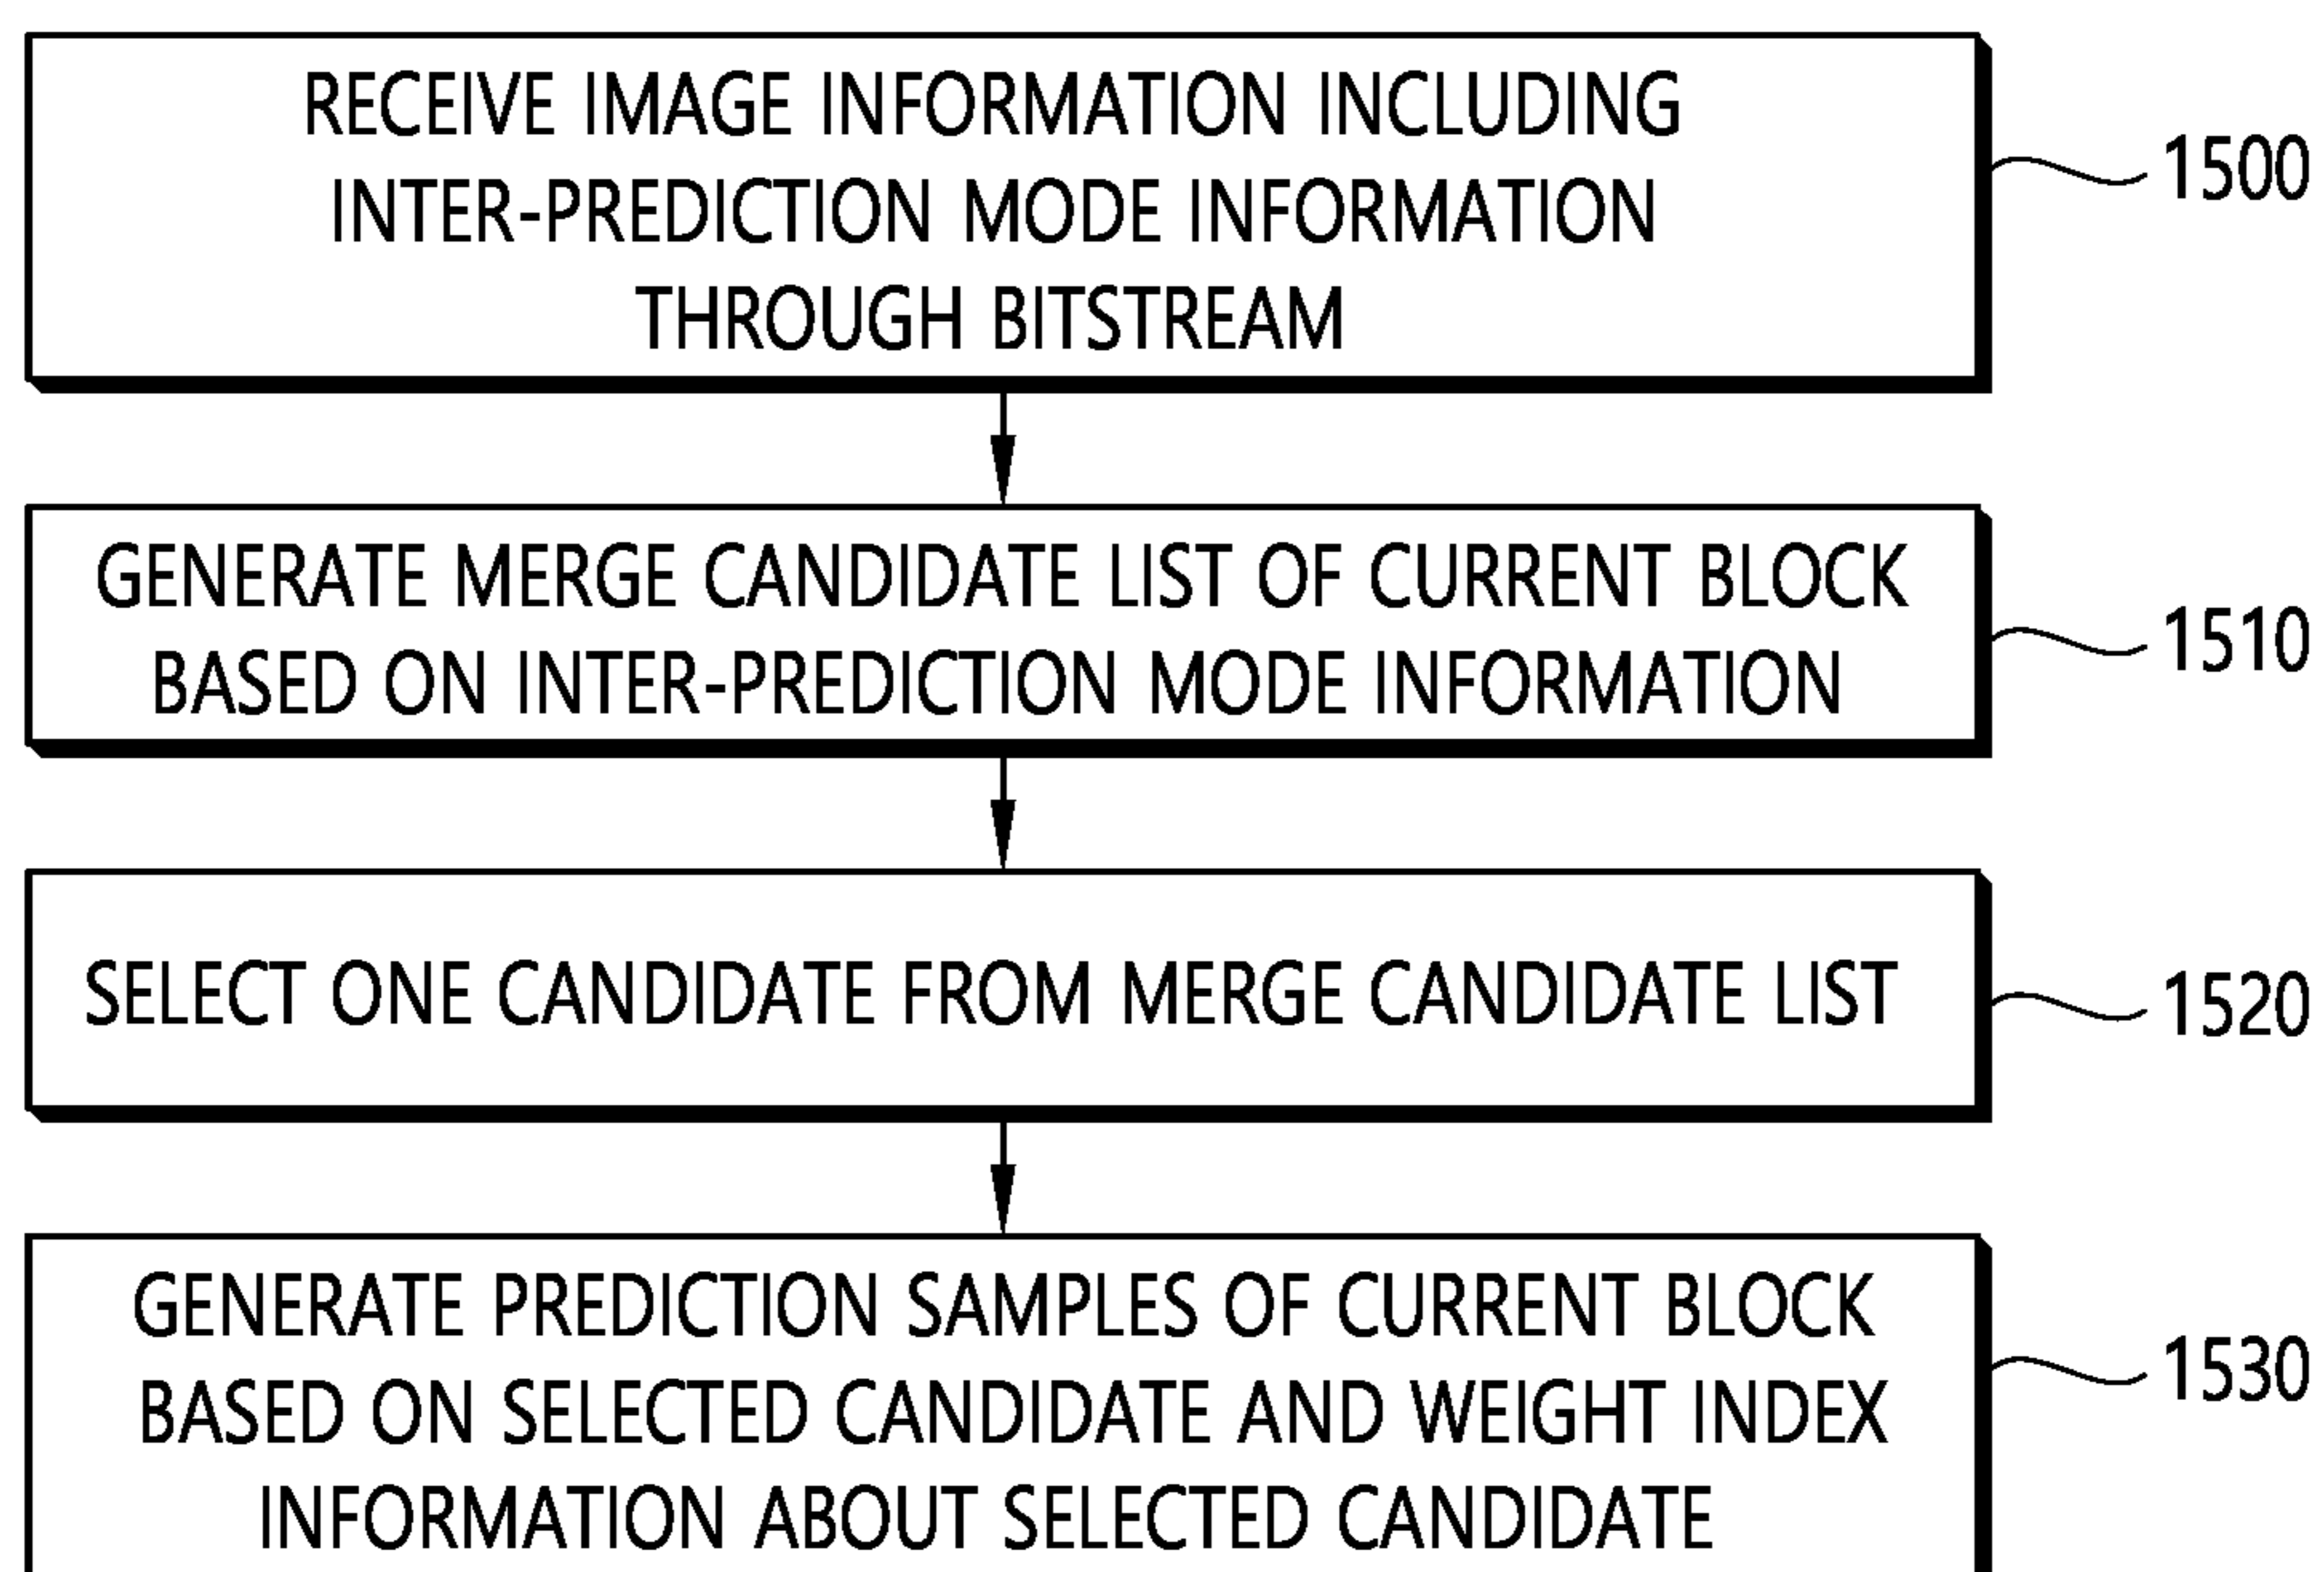 RECEIVE IMAGE INFORMATION INCLUDING
INTER-PREDICTION MODE INFORMATION
THROUGH BITSTREAM
1500
GENERATE MERGE CANDIDATE LIST OF CURRENT BLOCK
BASED ON INTER-PREDICTION MODE INFORMATION
1510
SELECT ONE CANDIDATE FROM MERGE CANDIDATE LIST
1520
GENERATE PREDICTION SAMPLES OF CURRENT BLOCK
BASED ON SELECTED CANDIDATE AND WEIGHT INDEX
INFORMATION ABOUT SELECTED CANDIDATE
1530